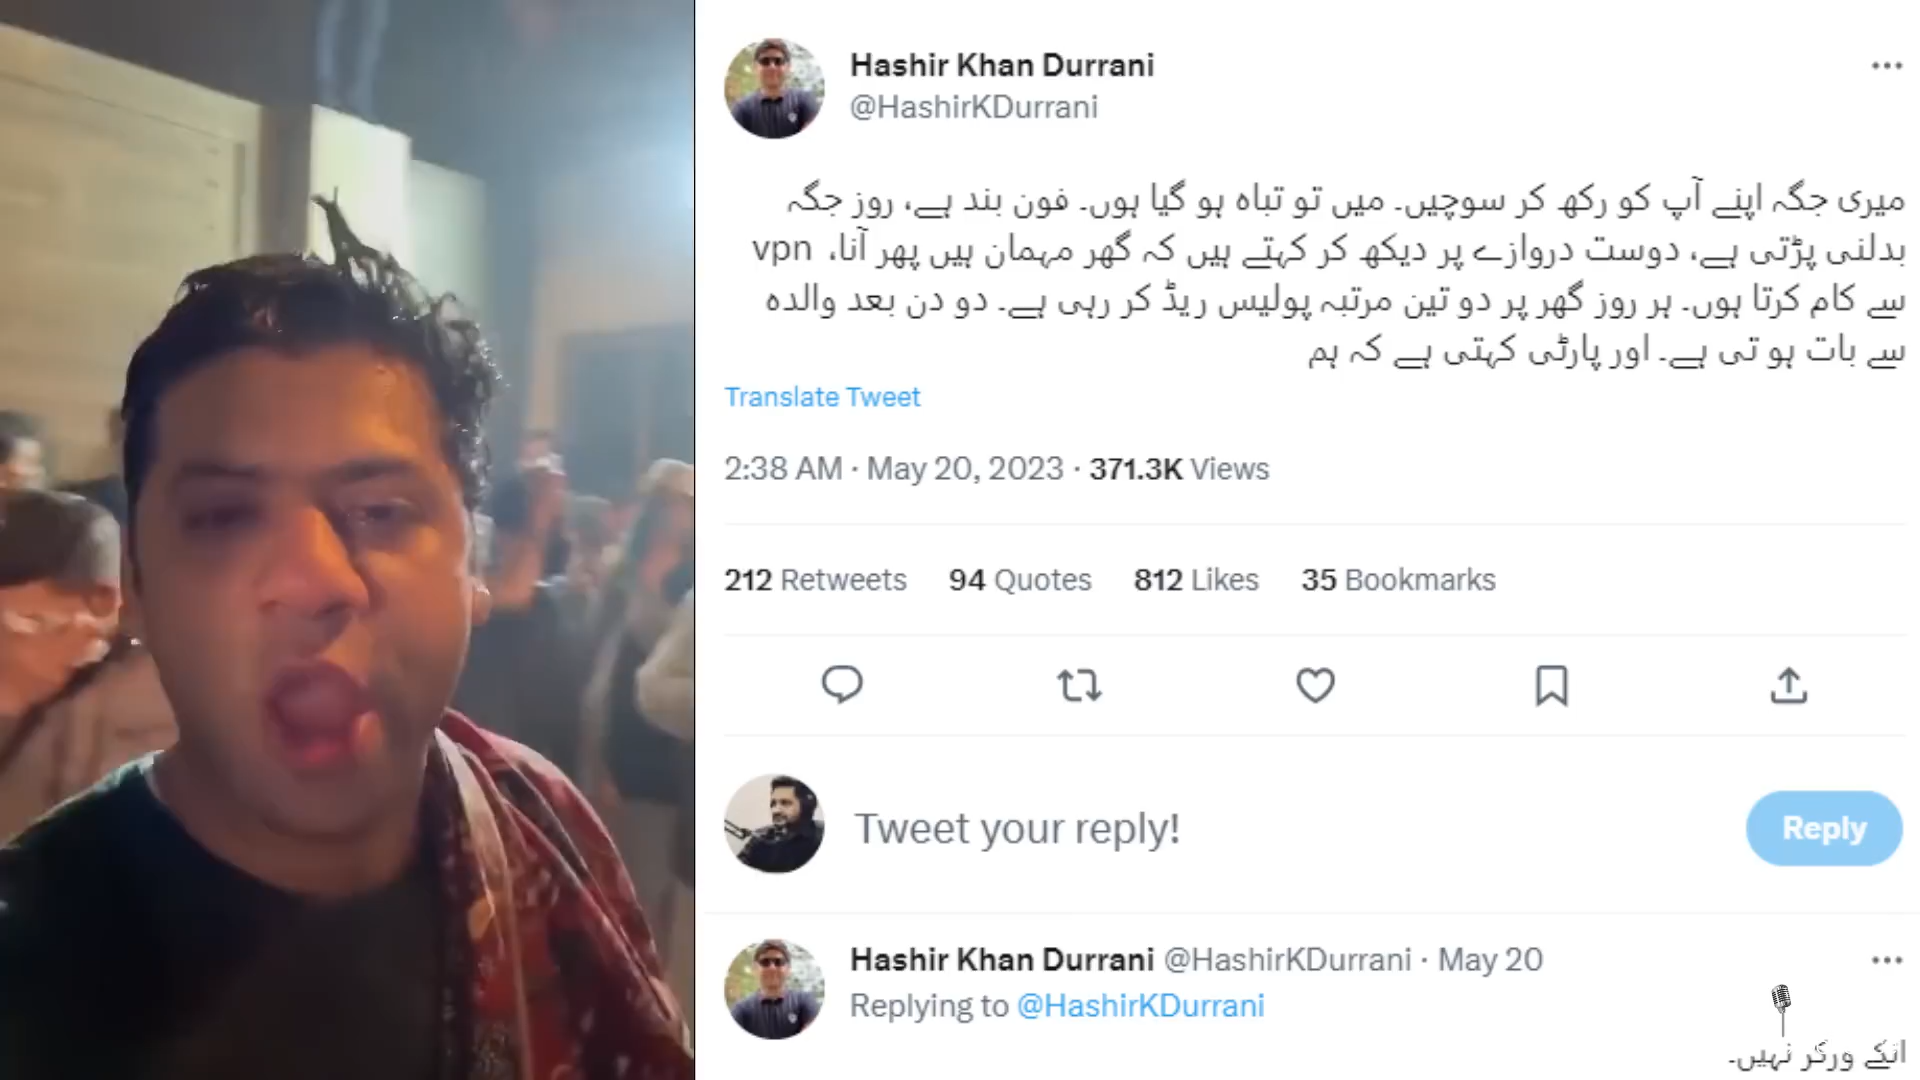 Hashir Khan Durrani
@HashirKDurrani
میری جگہ اپنے آپ کو رکھ کر سوچیں۔ میں تو تباہ ہو گیا ہوں۔ فون بند ہے، روز جگہ
بدلنی پڑتی ہے، دوست دروازے پر دیکھ کر کہتے ہیں کہ گھر مہمان ہیں پھر آنا، vpn
سے کام کرتا ہوں۔ ہر روز گھر پر دو تین مرتبہ پولیس ریڈ کر رہی ہے۔ دو دن بعد والدہ
سے بات ہو تی ہے۔ اور پارٹی کہتی ہے کہ ہم
Translate Tweet
2:38 AM · May 20, 2023 · 371.3K Views
212 Retweets 94 Quotes 812 Likes 35 Bookmarks
Tweet your reply!
Reply
Hashir Khan Durrani @HashirKDurrani · May 20
Replying to @HashirKDurrani
انکے ورکر نہیں۔